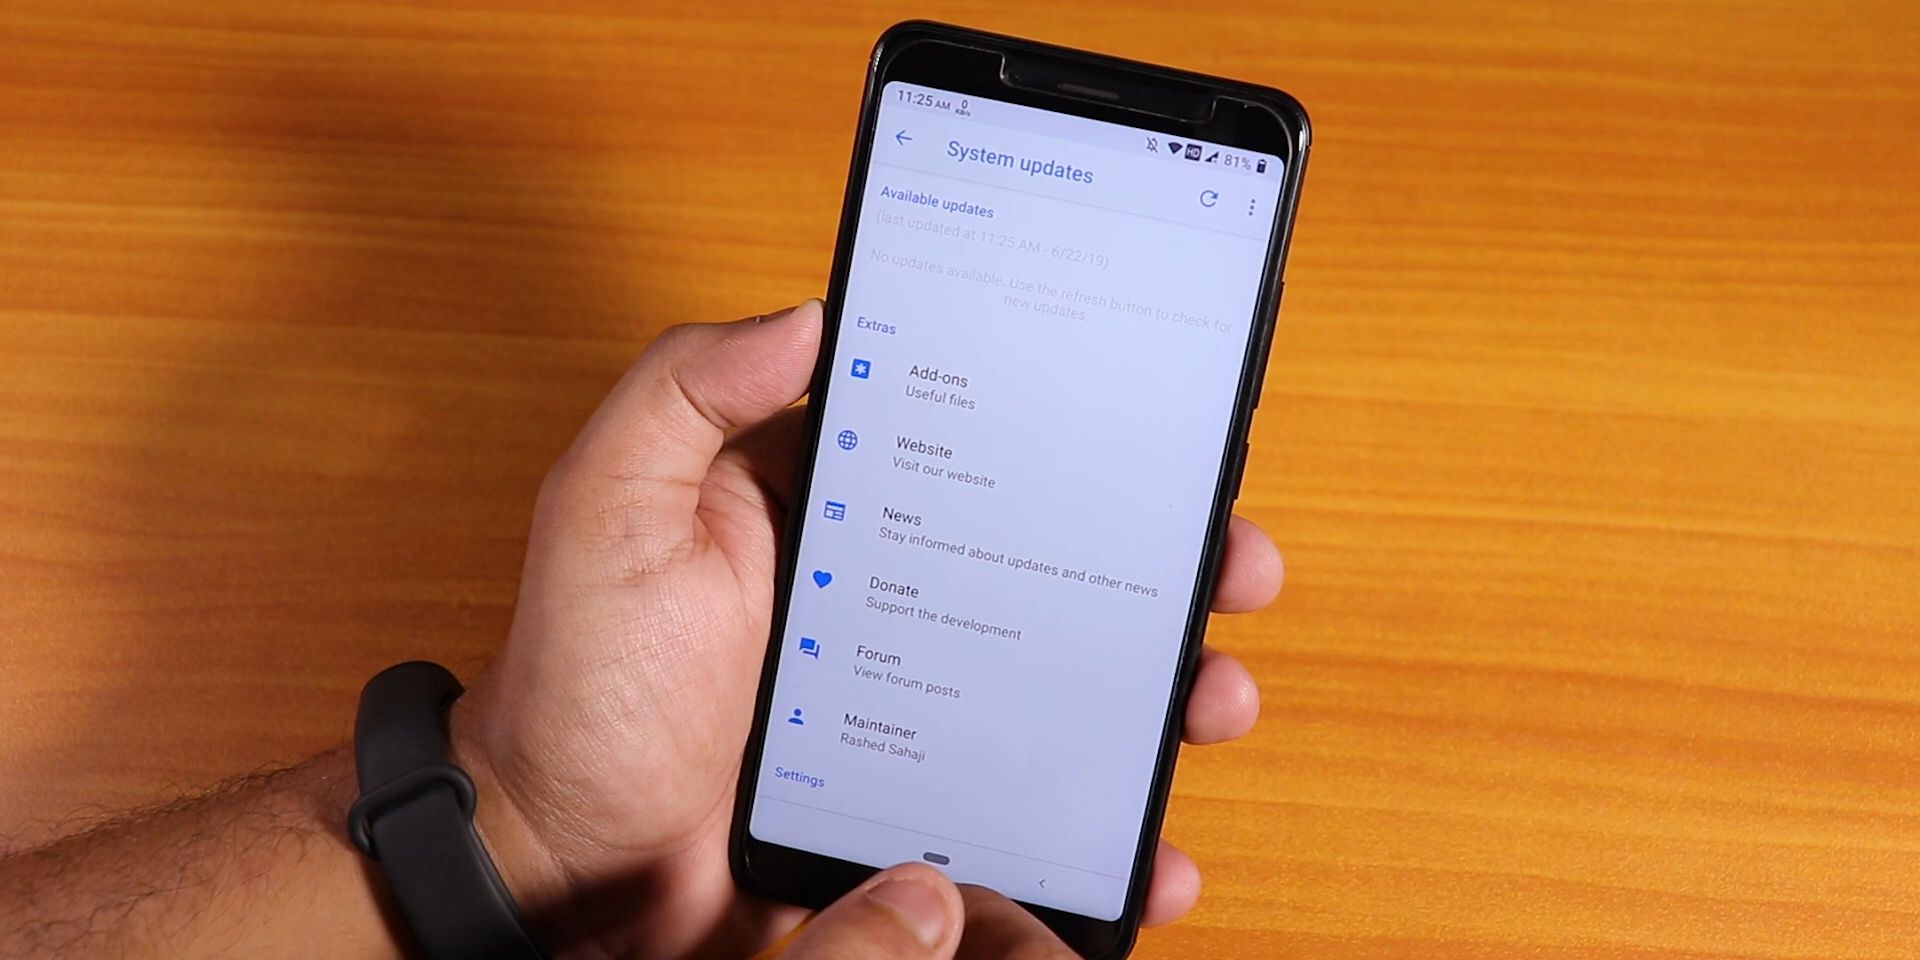 11:25 AM 0 KB/s HD 81%
System updates
Available updates
(last updated at 11:25 AM - 6/22/19)
No updates available. Use the refresh button to check for
new updates.
Extras
Add-ons
Useful files
Website
Visit our website
News
Stay informed about updates and other news
Donate
Support the development
Forum
View forum posts
Maintainer
Rashed Sahaji
Settings